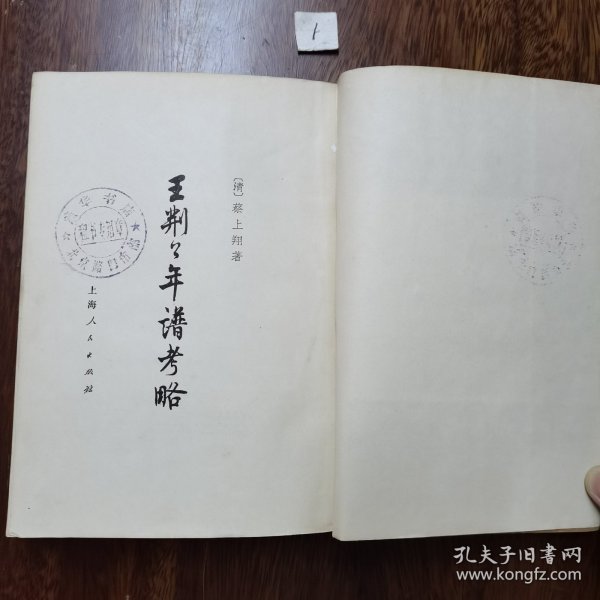 1
〔清〕蔡上翔著
王荆公年谱考略
上海人民出版社
孔夫子旧书网
www.kongfz.com